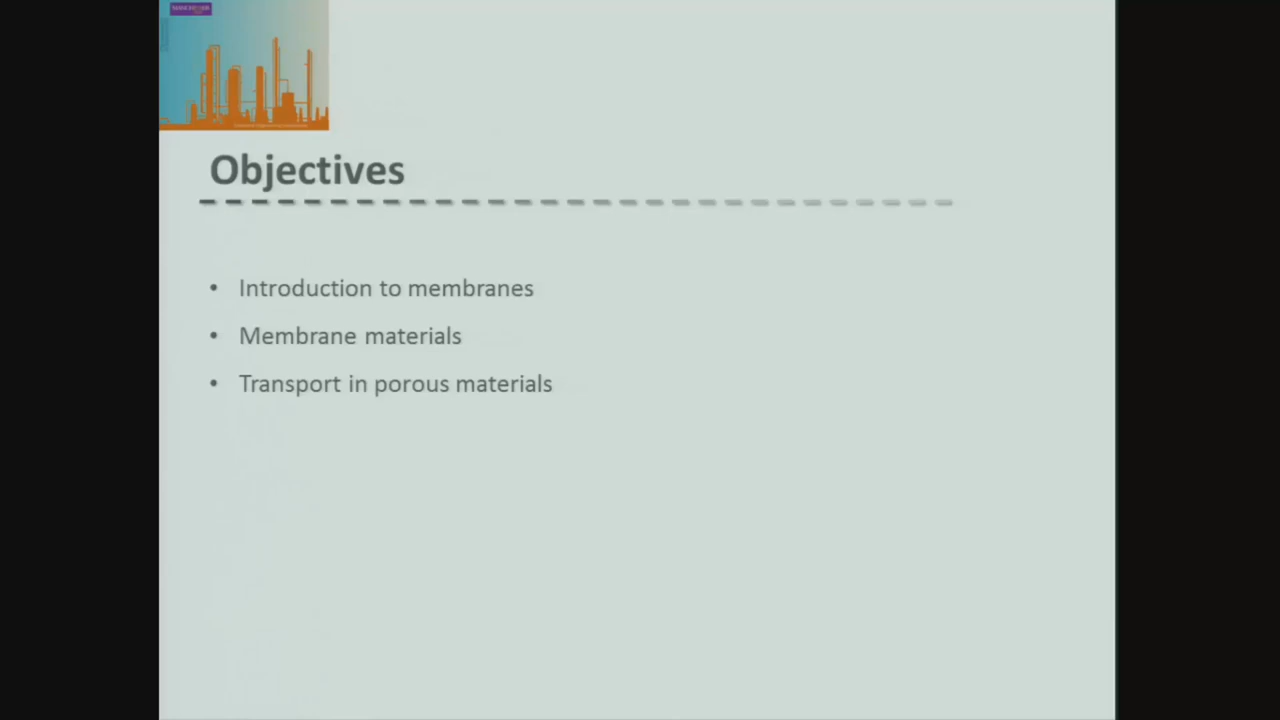 Objectives
• Introduction to membranes
• Membrane materials
• Transport in porous materials